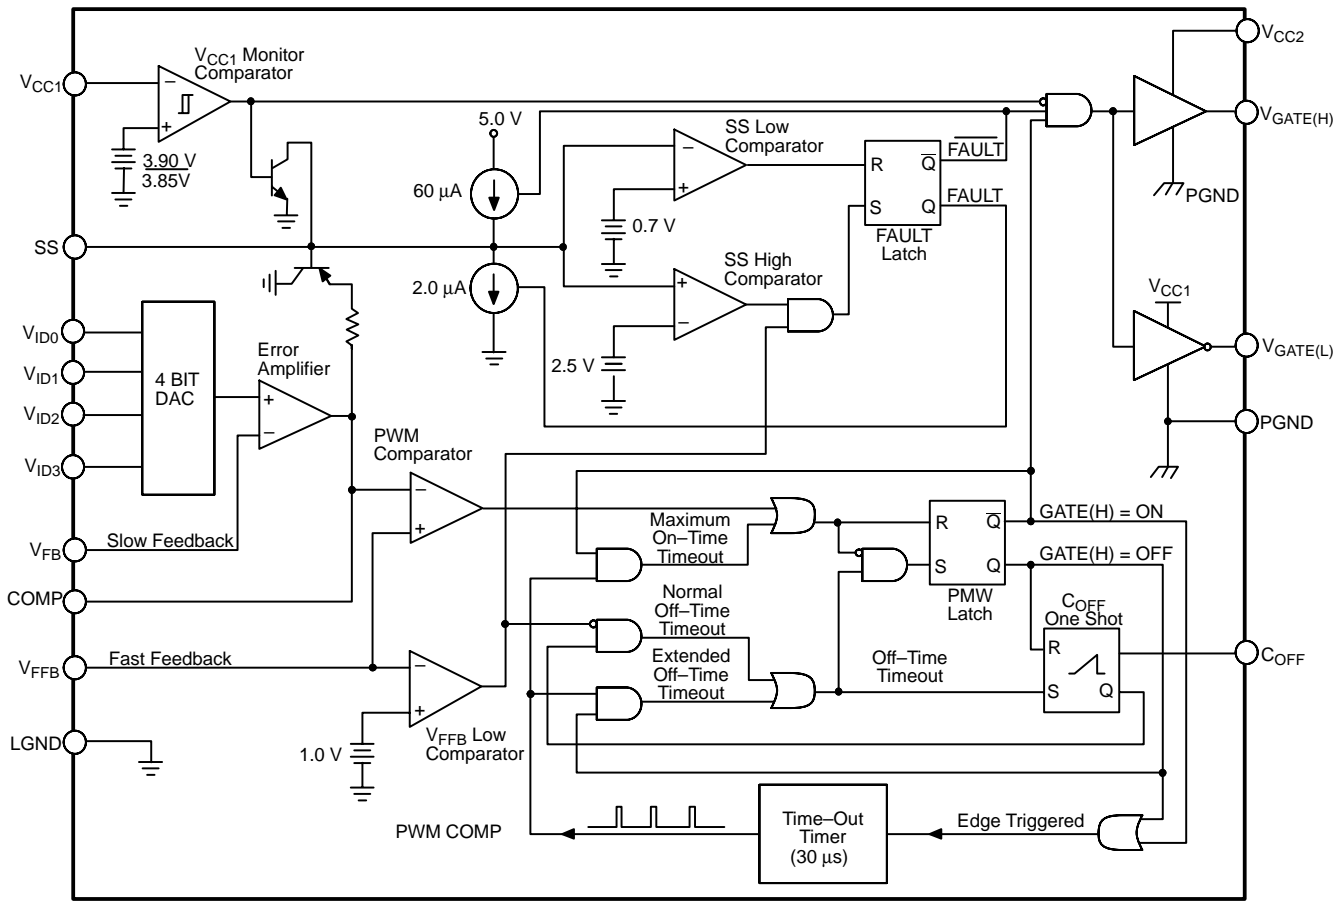 VCC1 Monitor
Comparator
VCC2
VCC1
−
+
3.90 V
3.85V
5.0 V
60 μA
SS Low
Comparator
−
+
0.7 V
R
Q
S
Q
FAULT
FAULT
FAULT
Latch
VGATE(H)
PGND
SS
2.0 μA
SS High
Comparator
+
−
2.5 V
VCC1
VGATE(L)
PGND
VID0
VID1
VID2
VID3
4 BIT
DAC
Error
Amplifier
+
−
PWM
Comparator
−
+
VFB
Slow Feedback
COMP
VFFB
Fast Feedback
Maximum
On–Time
Timeout
Normal
Off–Time
Timeout
Extended
Off–Time
Timeout
R
Q
S
Q
PMW
Latch
GATE(H) = ON
GATE(H) = OFF
COFF
One Shot
R
S
Q
COFF
Off–Time
Timeout
−
+
VFFB Low
Comparator
1.0 V
LGND
PWM COMP
Time–Out
Timer
(30 μs)
Edge Triggered